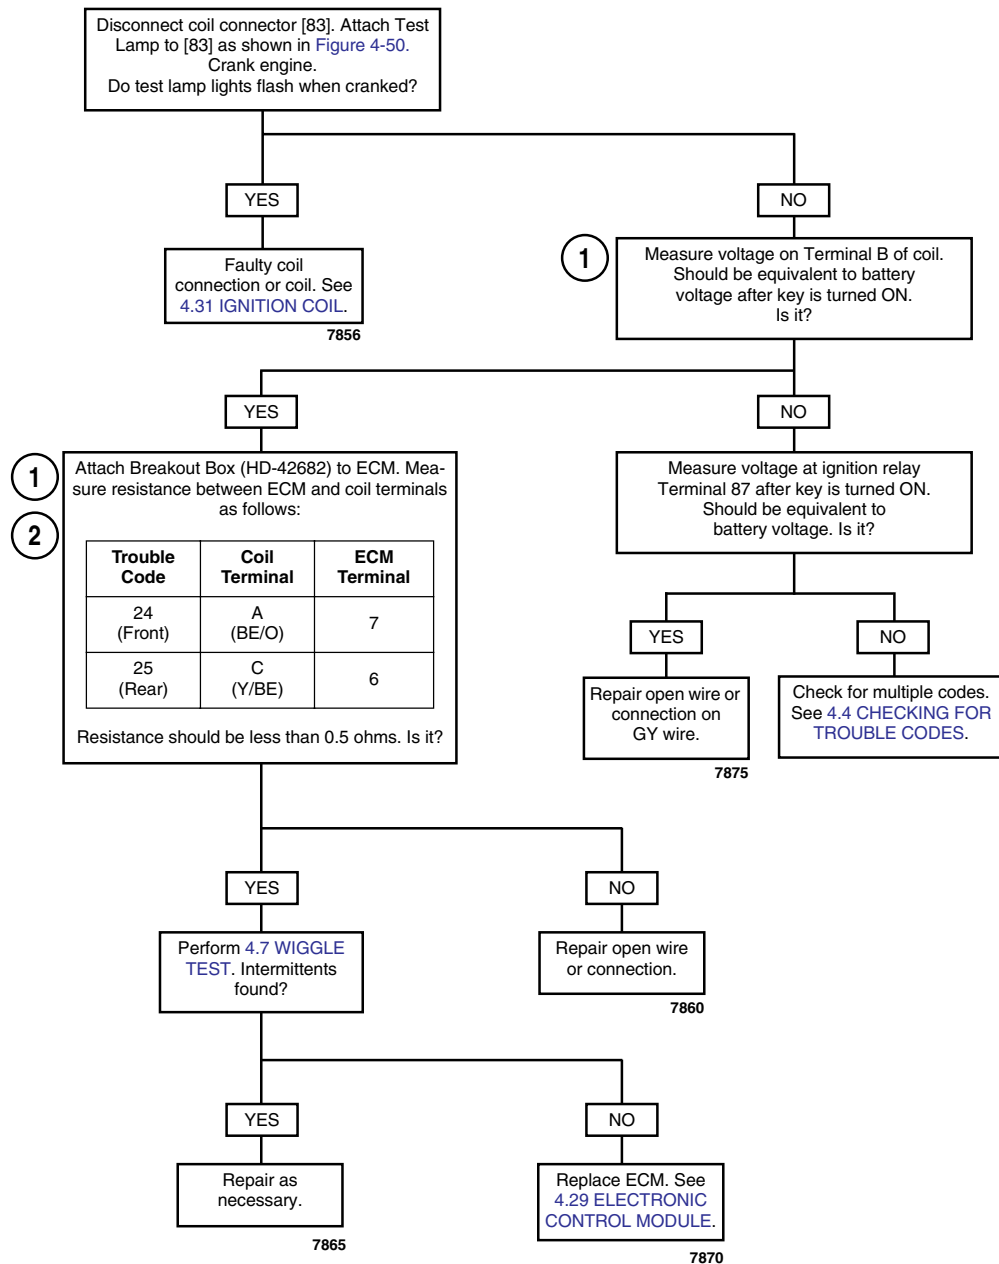 Disconnect coil connector [83]. Attach Test
Lamp to [83] as shown in Figure 4-50.
Crank engine.
Do test lamp lights flash when cranked?
YES
NO
Faulty coil
connection or coil. See
4.31 IGNITION COIL.
7856
1
Measure voltage on Terminal B of coil.
Should be equivalent to battery
voltage after key is turned ON.
Is it?
YES
NO
1
2
Attach Breakout Box (HD-42682) to ECM. Mea-
sure resistance between ECM and coil terminals
as follows:
Trouble Code Coil Terminal ECM Terminal
24 (Front) A (BE/O) 7
25 (Rear) C (Y/BE) 6
Resistance should be less than 0.5 ohms. Is it?
Measure voltage at ignition relay
Terminal 87 after key is turned ON.
Should be equivalent to
battery voltage. Is it?
YES
NO
Repair open wire or
connection on
GY wire.
7875
Check for multiple codes.
See 4.4 CHECKING FOR
TROUBLE CODES.
YES
NO
Perform 4.7 WIGGLE
TEST. Intermittents
found?
Repair open wire
or connection.
7860
YES
NO
Repair as
necessary.
7865
Replace ECM. See
4.29 ELECTRONIC
CONTROL MODULE.
7870